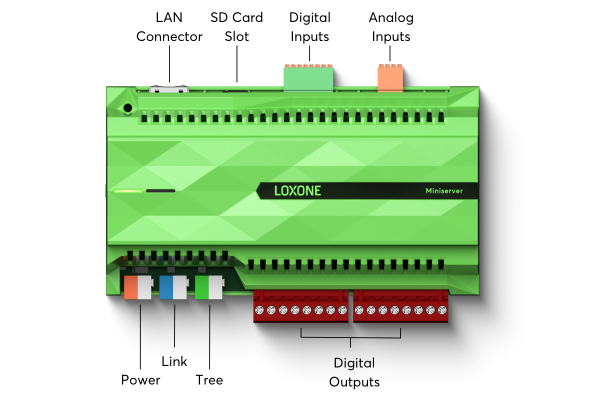 LAN
Connector
SD Card
Slot
Digital
Inputs
Analog
Inputs
LOXONE
Miniserver
Power
Link
Tree
Digital
Outputs